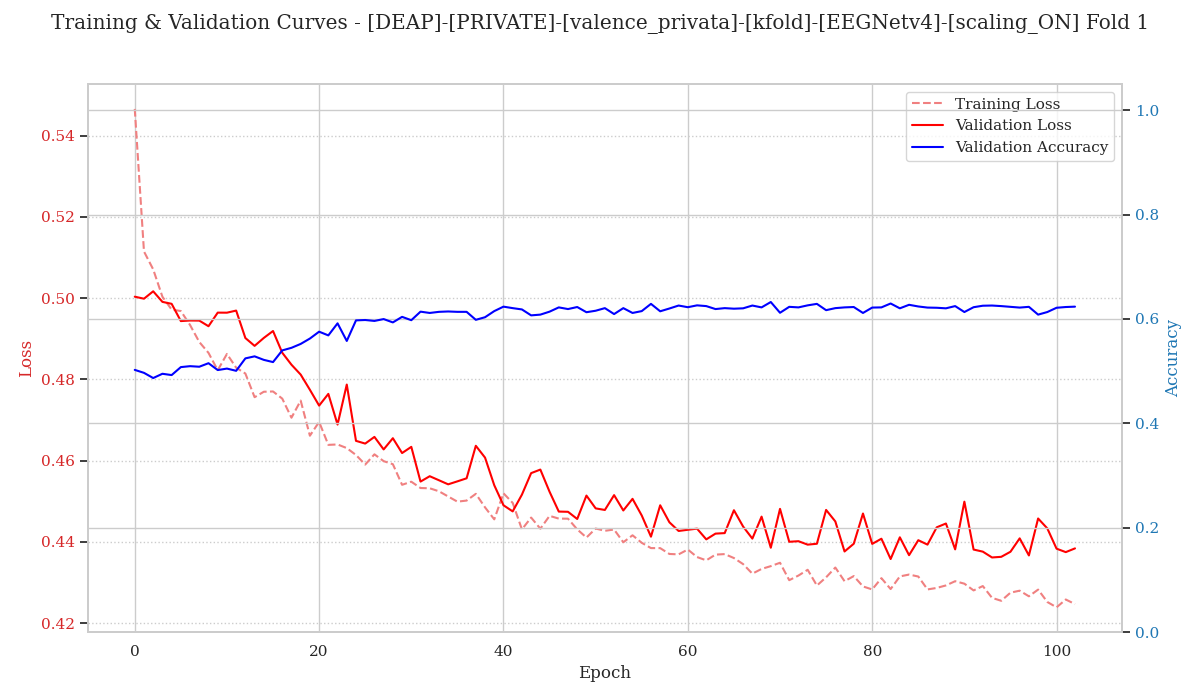 Training & Validation Curves - [DEAP]-[PRIVATE]-[valence_privata]-[kfold]-[EEGNetv4]-[scaling_ON] Fold 1
Training Loss
Validation Loss
Validation Accuracy
Loss
0.54
0.52
0.50
0.48
0.46
0.44
0.42
1.0
0.8
0.6
0.4
0.2
0.0
Accuracy
0 20 40 60 80 100
Epoch